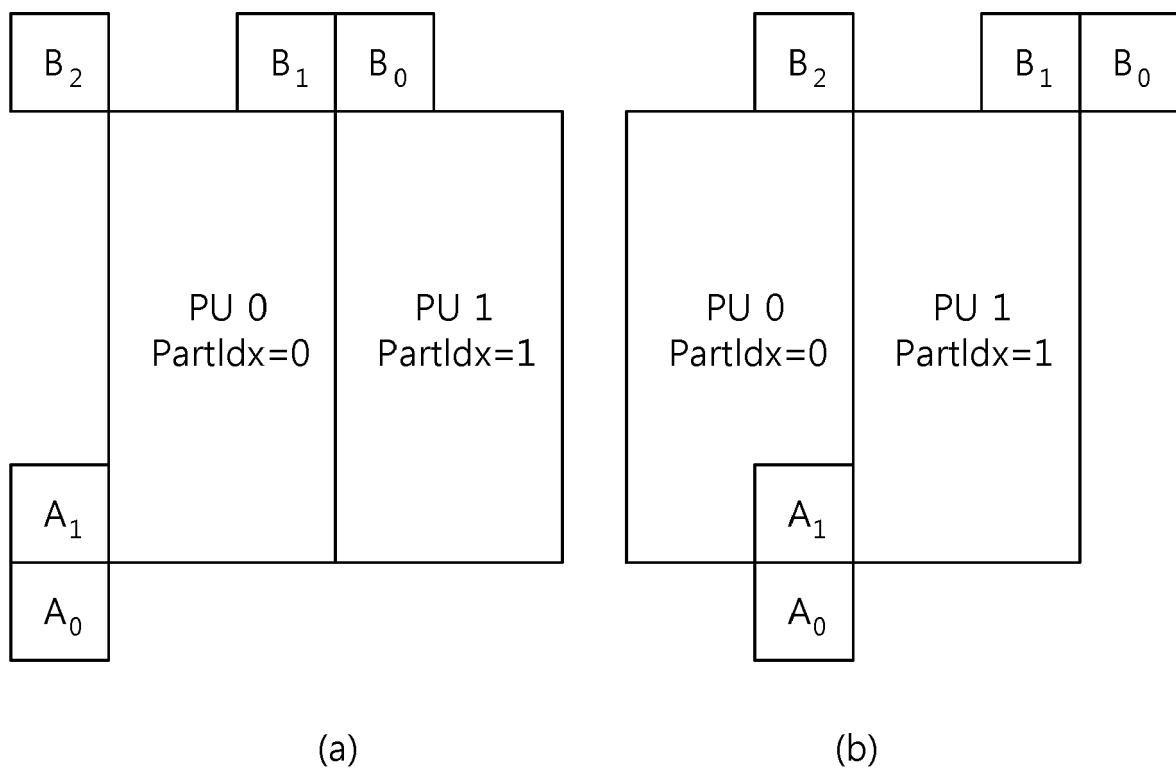 B2
B1
B0
PU 0
PartIdx=0
PU 1
PartIdx=1
A1
A0
(a)
B2
B1
B0
PU 0
PartIdx=0
PU 1
PartIdx=1
A1
A0
(b)